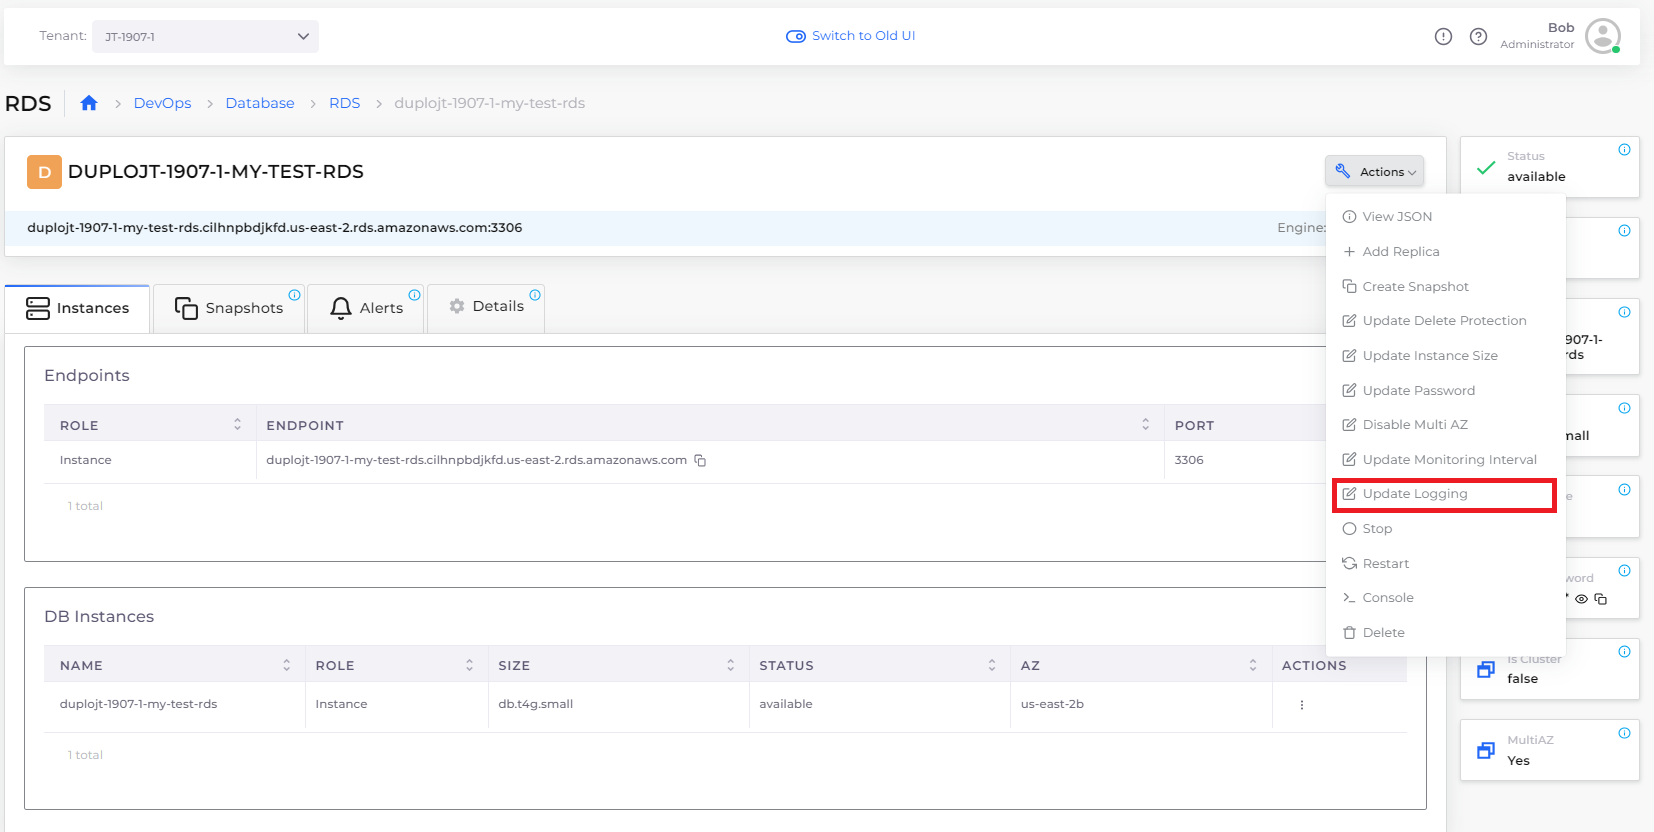 Tenant: JT-1907-1
Switch to Old UI
Bob
Administrator
RDS
DevOps
Database
RDS
duplojt-1907-1-my-test-rds
D DUPLOJT-1907-1-MY-TEST-RDS
Actions
duplojt-1907-1-my-test-rds.cilhnpbdjkfd.us-east-2.rds.amazonaws.com:3306
Engine:
View JSON
Add Replica
Create Snapshot
Update Delete Protection
Update Instance Size
Update Password
Disable Multi AZ
Update Monitoring Interval
Update Logging
Stop
Restart
Console
Delete
Instances
Snapshots
Alerts
Details
Endpoints
ROLE ENDPOINT PORT
Instance duplojt-1907-1-my-test-rds.cilhnpbdjkfd.us-east-2.rds.amazonaws.com 3306
1 total
DB Instances
NAME ROLE SIZE STATUS AZ ACTIONS
duplojt-1907-1-my-test-rds Instance db.t4g.small available us-east-2b
1 total
Status
available
907-1-
rds
mall
e
word
Is Cluster
false
MultiAZ
Yes